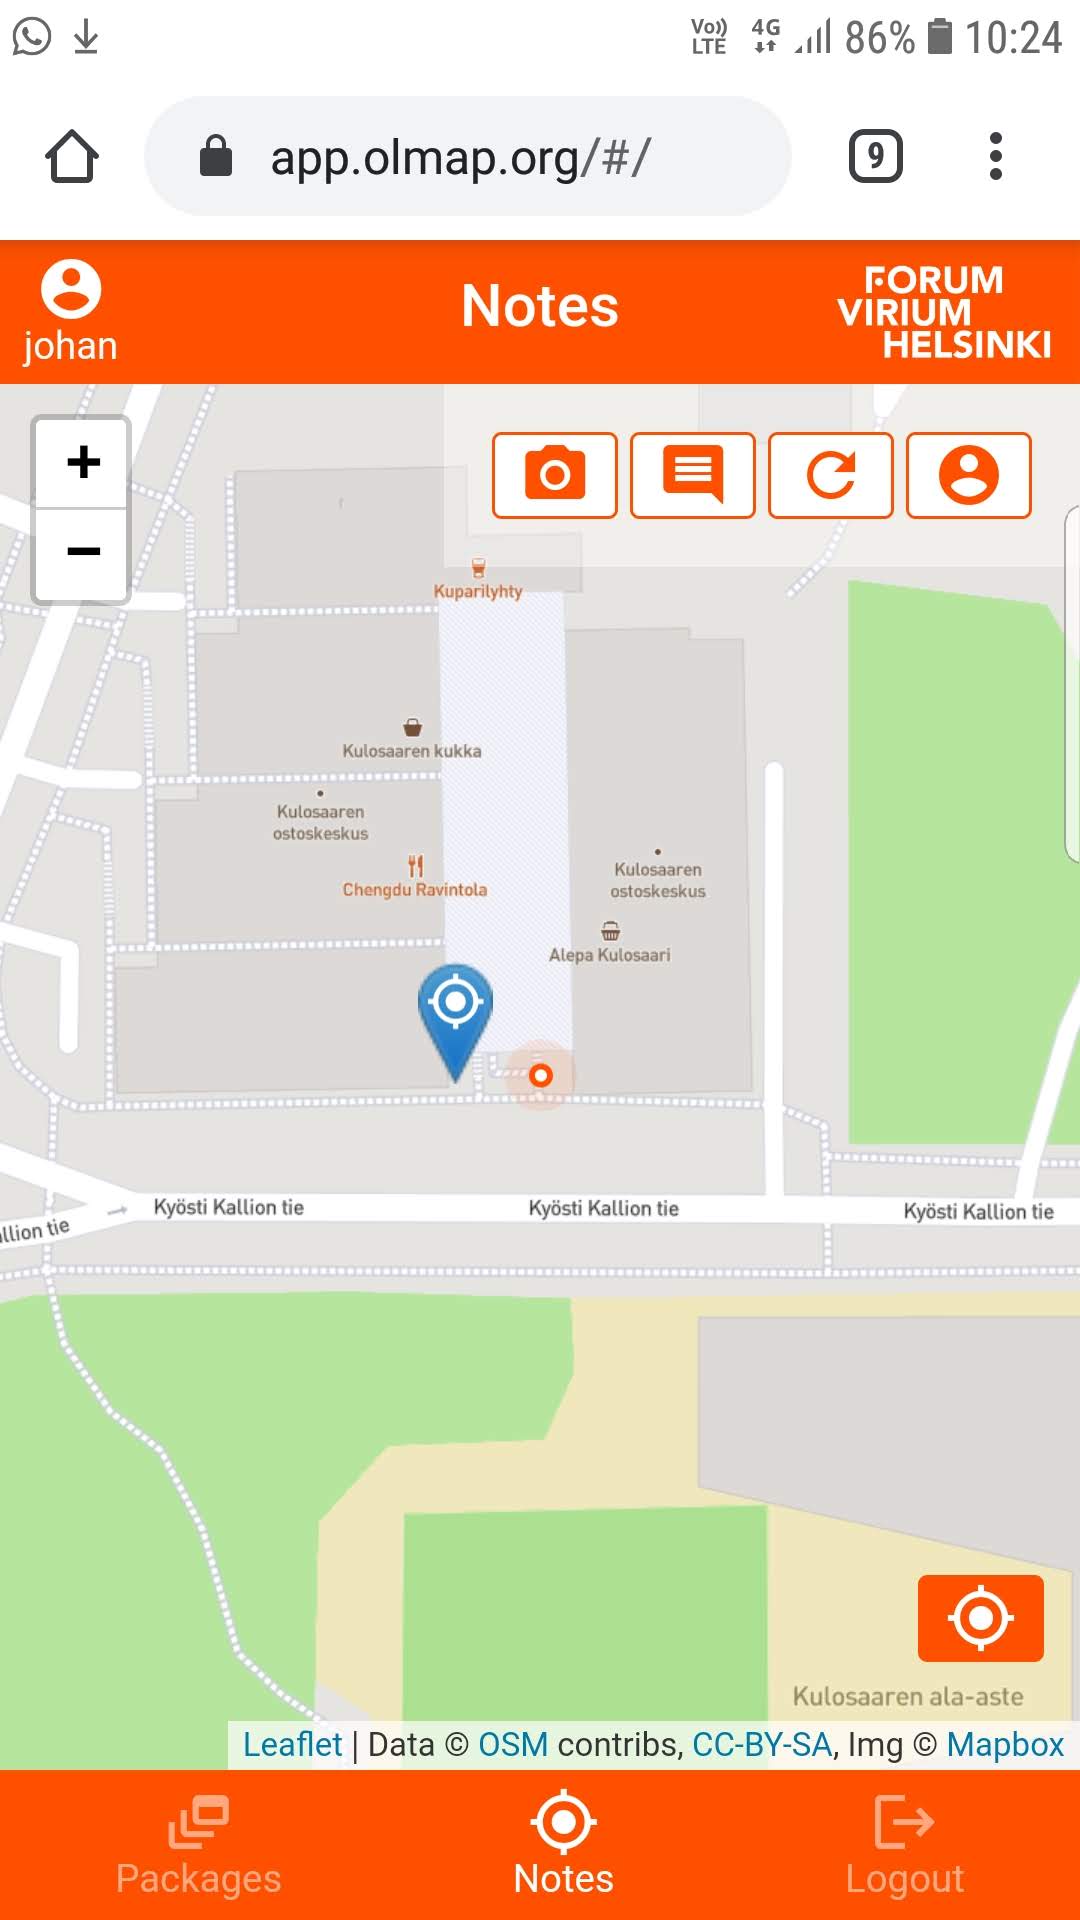 Vo)) LTE 4G 86% 10:24
app.olmap.org/#/
9
johan
Notes
FORUM
VIRIUM
HELSINKI
+
−
Kuparilyhty
Kulosaaren kukka
Kulosaaren
ostoskeskus
Chengdu Ravintola
Kulosaaren
ostoskeskus
Alepa Kulosaari
Kyösti Kallion tie
Kyösti Kallion tie
Kyösti Kallion tie
llion tie
Kulosaaren ala-aste
Leaflet | Data © OSM contribs, CC-BY-SA, Img © Mapbox
Packages
Notes
Logout